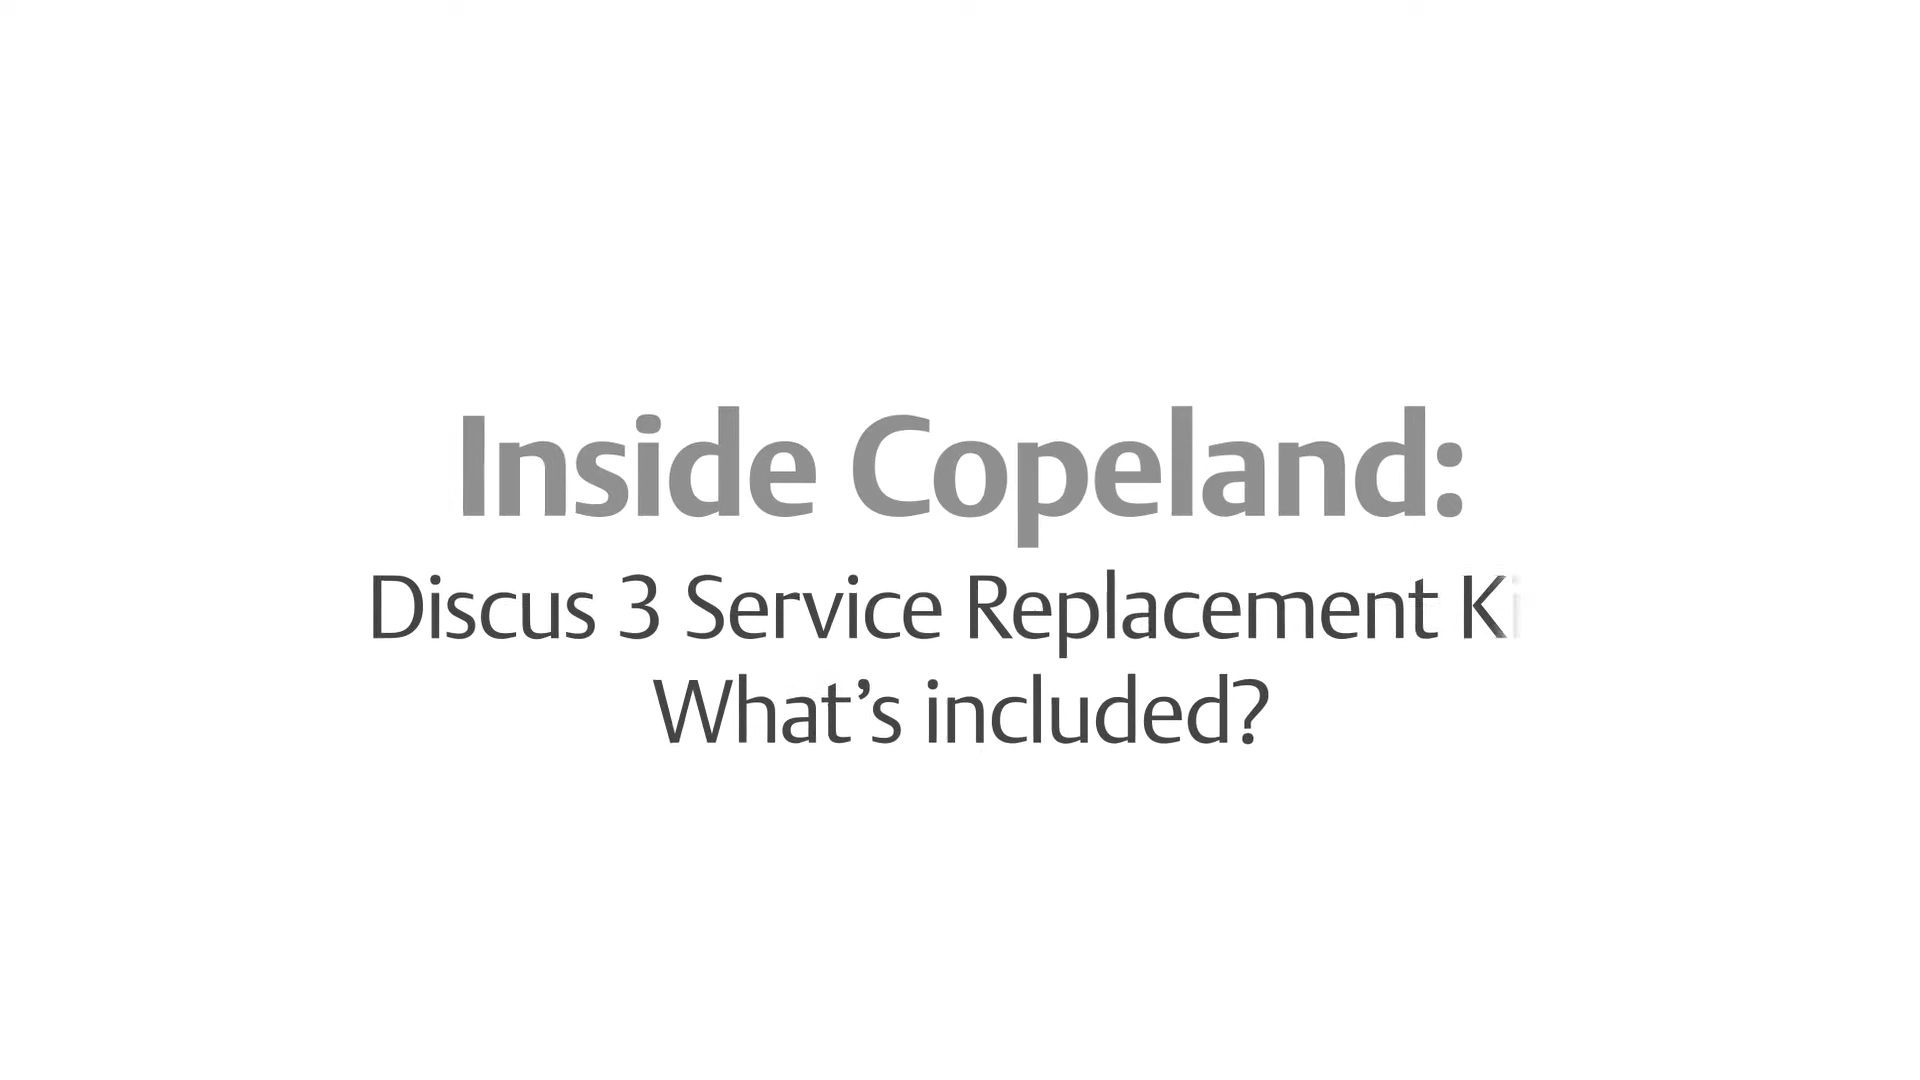 Inside Copeland:
Discus 3 Service Replacement Ki
What’s included?